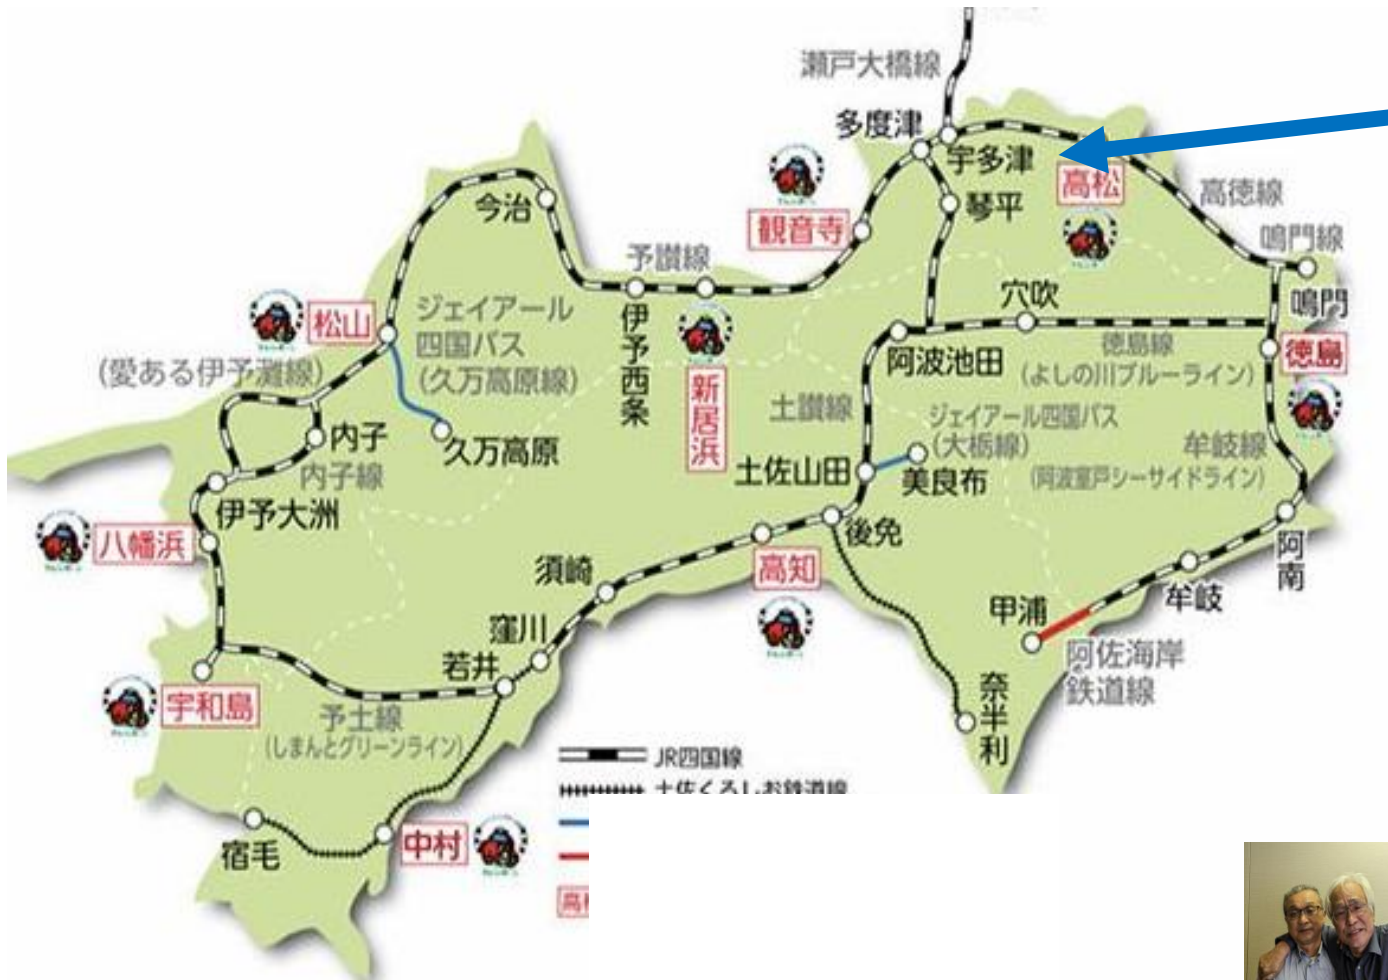 瀬戸大橋線
多度津
宇多津
高松
高徳線
鳴門線
鳴門
今治
観音寺
琴平
予讃線
穴吹
松山
ジェイアール
四国バス
(久万高原線)
伊予西条
新居浜
阿波池田
徳島線
(よしの川ブルーライン)
徳島
(愛ある伊予灘線)
土讃線
ジェイアール四国バス
(大栃線)
牟岐線
(阿波室戸シーサイドライン)
内子
久万高原
内子線
土佐山田
美良布
伊予大洲
八幡浜
後免
阿南
須崎
高知
甲浦
牟岐
窪川
若井
阿佐海岸
鉄道線
宇和島
予土線
(しまんとグリーンライン)
奈半利
JR四国線
土佐くろしお鉄道線
宿毛
中村